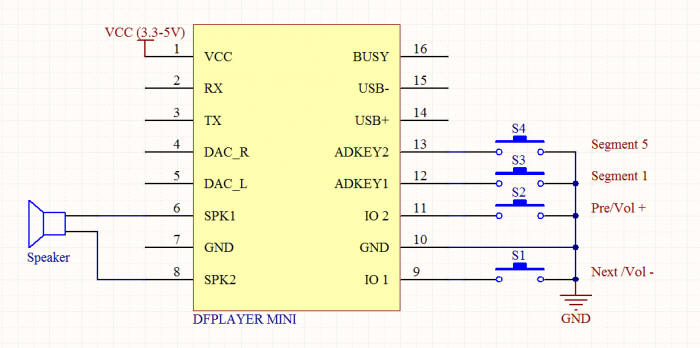 VCC (3.3-5V)
1 VCC BUSY 16
2 RX USB- 15
3 TX USB+ 14
S4
4 DAC_R ADKEY2 13 Segment 5
S3
5 DAC_L ADKEY1 12 Segment 1
S2
6 SPK1 IO 2 11 Pre/Vol +
7 GND GND 10
Speaker
S1
8 SPK2 IO 1 9 Next /Vol -
DFPLAYER MINI
GND